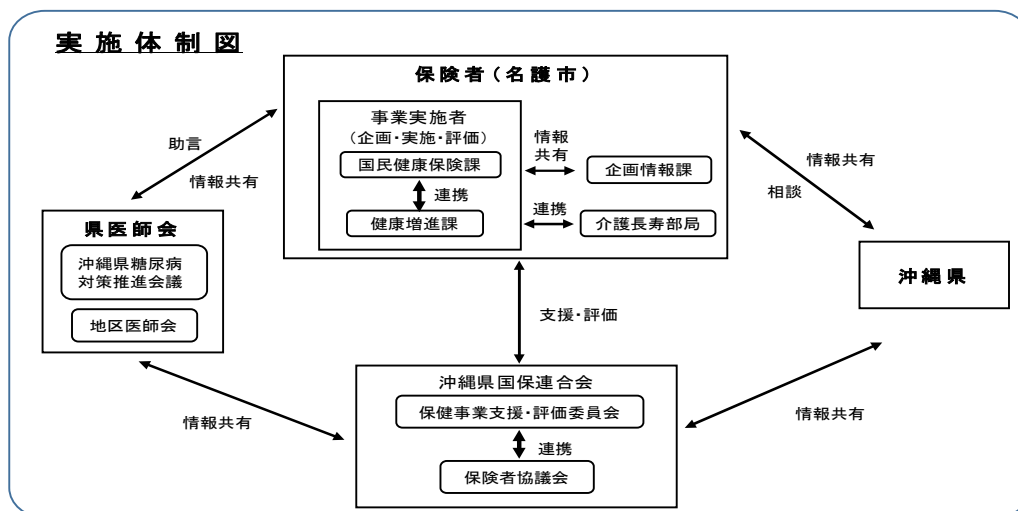 実施体制図
保険者(名護市)
事業実施者
(企画・実施・評価)
国民健康保険課
連携
健康増進課
情報
共有
企画情報課
連携
介護長寿部局
助言
情報共有
情報共有
相談
県医師会
沖縄県糖尿病
対策推進会議
地区医師会
沖縄県
支援・評価
沖縄県国保連合会
保健事業支援・評価委員会
連携
保険者協議会
情報共有
情報共有